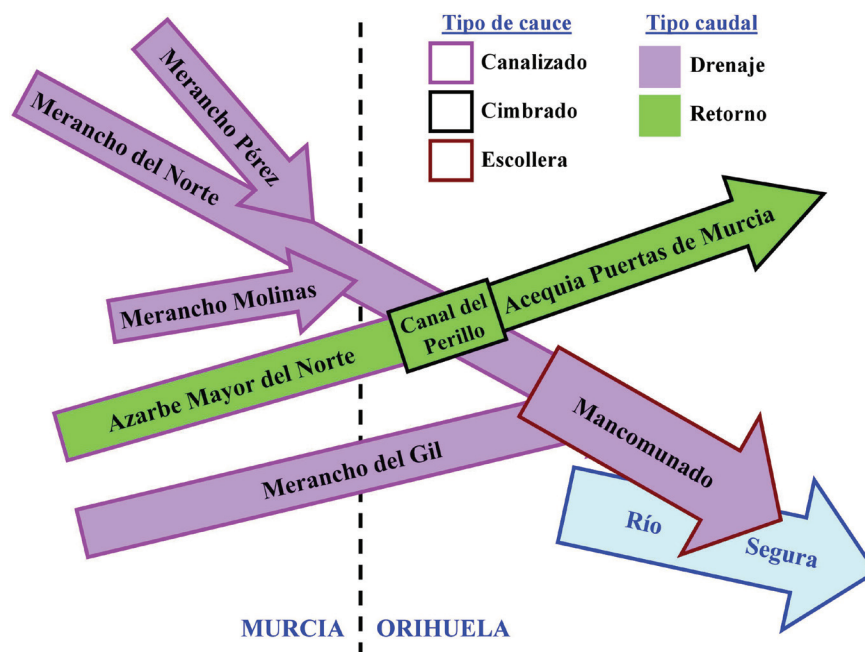 Tipo de cauce
Canalizado
Cimbrado
Escollera
Tipo caudal
Drenaje
Retorno
Merancho Pérez
Merancho del Norte
Merancho Molinas
Azarbe Mayor del Norte
Canal del
Perillo
Acequia Puertas de Murcia
Merancho del Gil
Mancomunado
Río
Segura
MURCIA
ORIHUELA